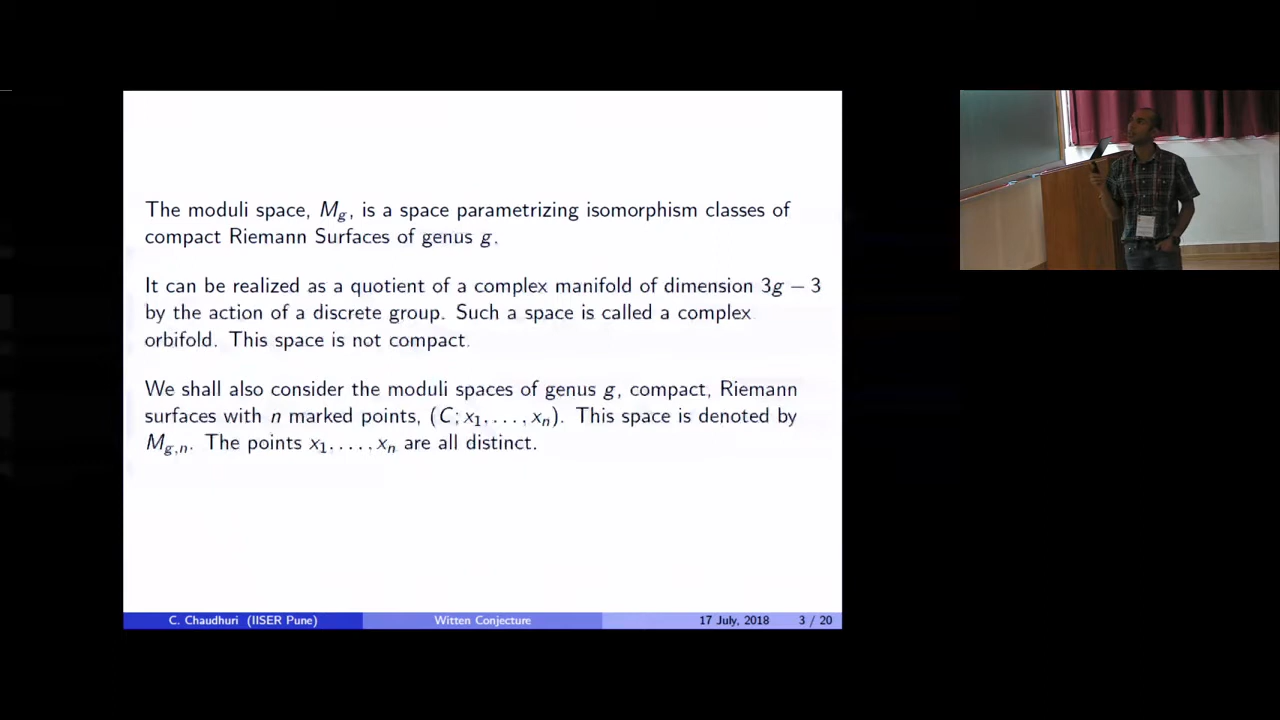 The moduli space, M_g, is a space parametrizing isomorphism classes of
compact Riemann Surfaces of genus g.
It can be realized as a quotient of a complex manifold of dimension 3g − 3
by the action of a discrete group. Such a space is called a complex
orbifold. This space is not compact.
We shall also consider the moduli spaces of genus g, compact, Riemann
surfaces with n marked points, (C; x_1, . . . , x_n). This space is denoted by
M_{g,n}. The points x_1, . . . , x_n are all distinct.
C. Chaudhuri (IISER Pune) Witten Conjecture 17 July, 2018 3 / 20